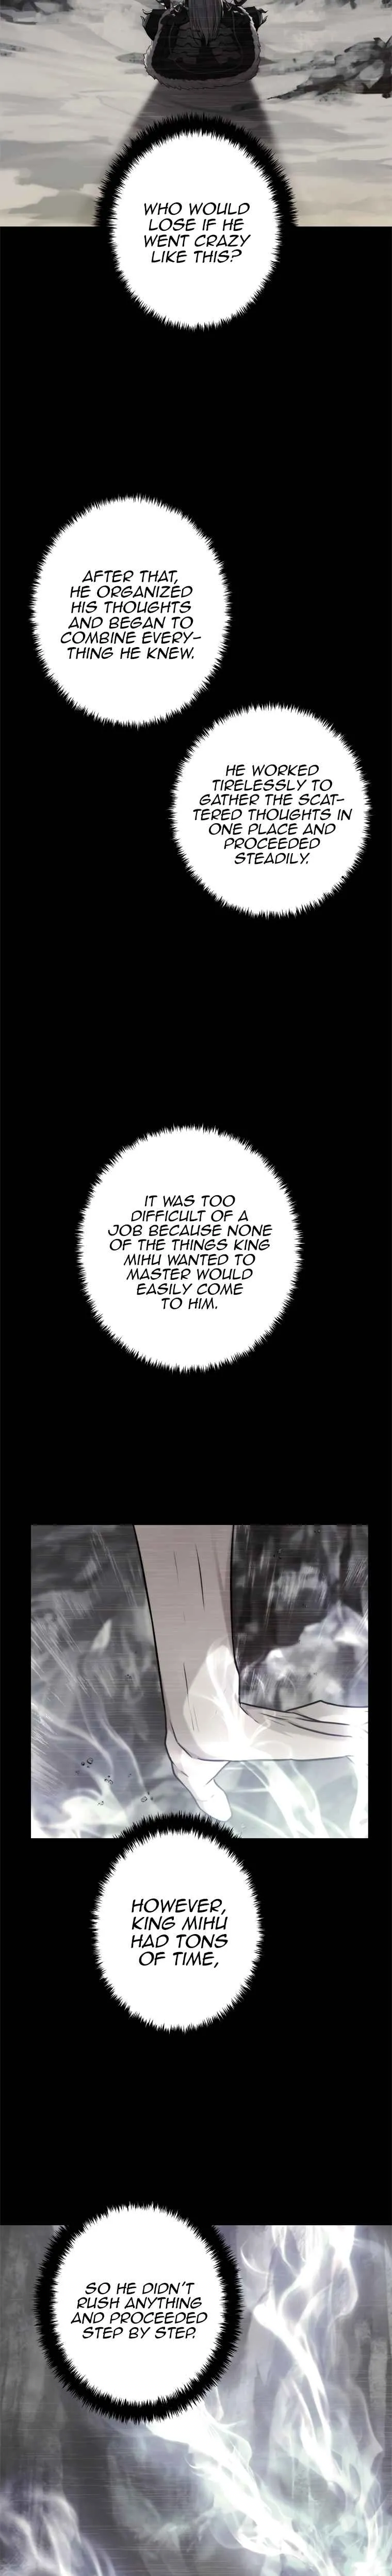 WHO WOULD
LOSE IF HE
WENT CRAZY
LIKE THIS?
AFTER THAT,
HE ORGANIZED
HIS THOUGHTS
AND BEGAN TO
COMBINE EVERY-
THING HE KNEW.
HE WORKED
TIRELESSLY TO
GATHER THE SCAT-
TERED THOUGHTS IN
ONE PLACE AND
PROCEEDED
STEADILY.
IT WAS TOO
DIFFICULT OF A
JOB BECAUSE NONE
OF THE THINGS KING
MIHU WANTED TO
MASTER WOULD
EASILY COME
TO HIM.
HOWEVER,
KING MIHU
HAD TONS
OF TIME,
SO HE DIDN'T
RUSH ANYTHING
AND PROCEEDED
STEP BY STEP.